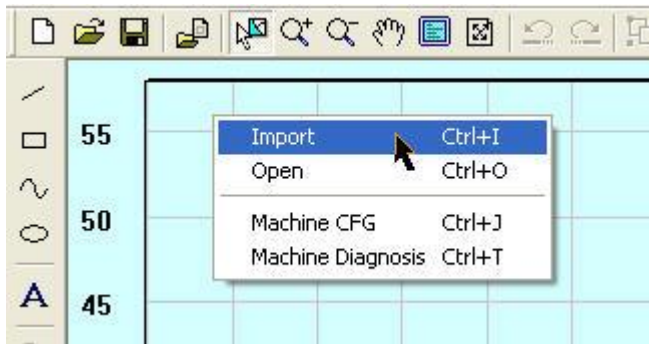 55
Import Ctrl+I
Open Ctrl+O
50
Machine CFG Ctrl+J
Machine Diagnosis Ctrl+T
A
45